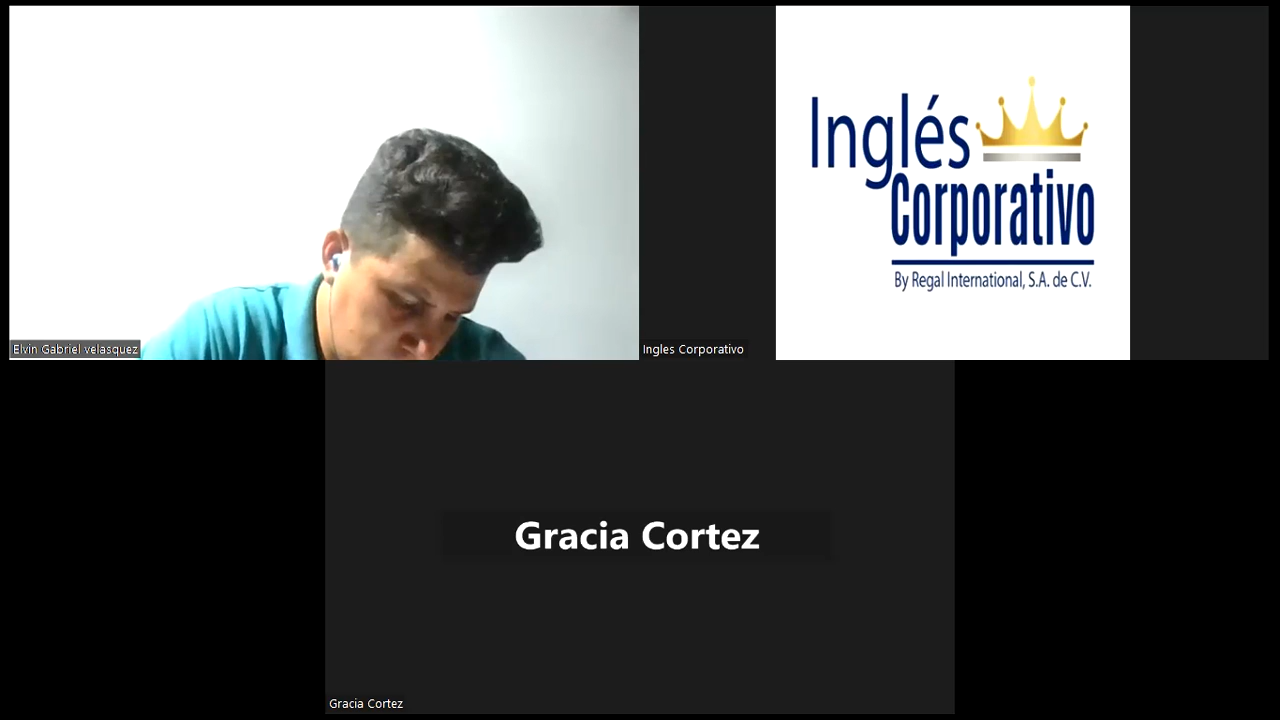 Inglés
Corporativo
By Regal International, S.A. de C.V.
Elvin Gabriel velasquez
Ingles Corporativo
Gracia Cortez
Gracia Cortez